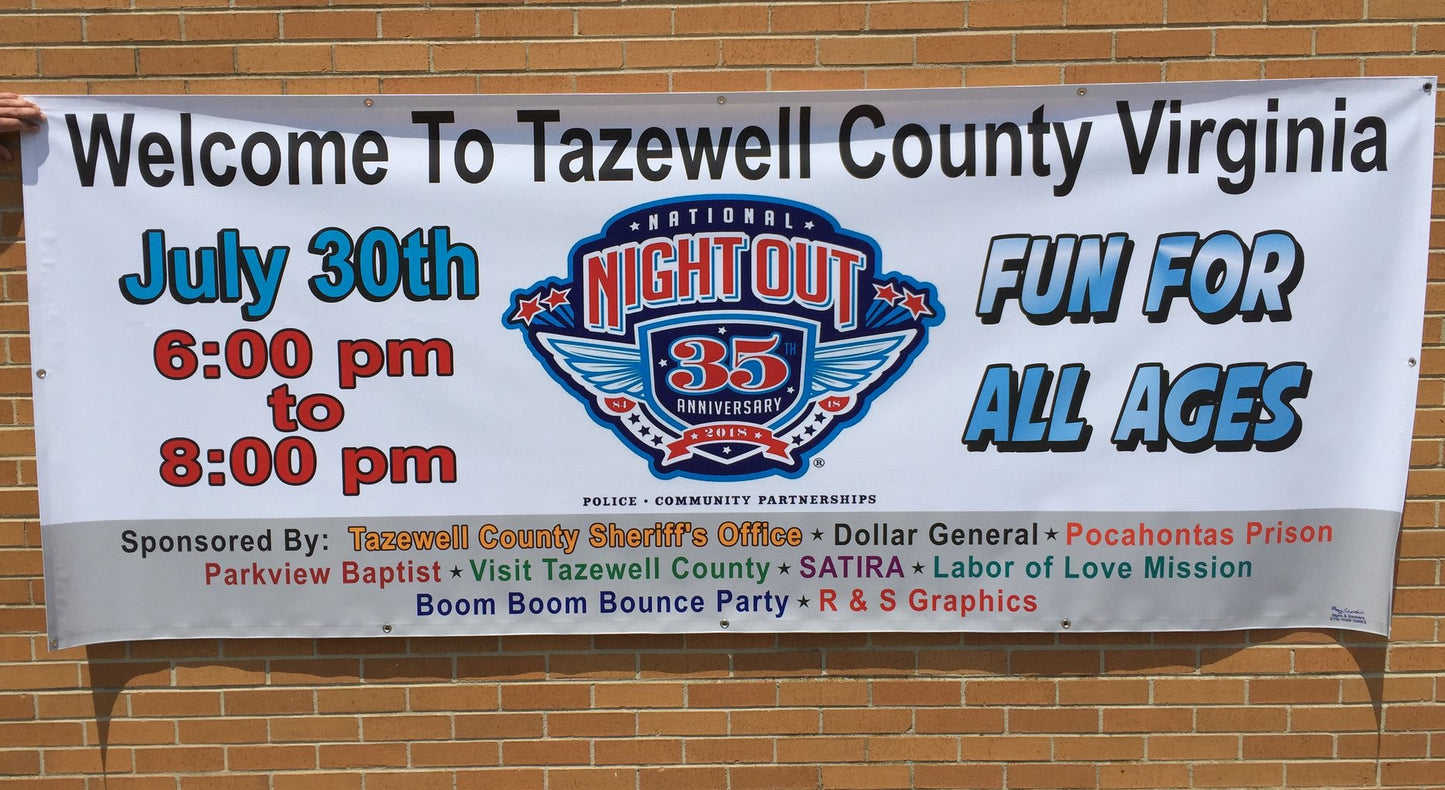 Welcome To Tazewell County Virginia
July 30th
6:00 pm
to
8:00 pm
NATIONAL
NIGHT OUT
35TH
ANNIVERSARY
84 18
2018
®
POLICE • COMMUNITY PARTNERSHIPS
FUN FOR
ALL AGES
Sponsored By: Tazewell County Sheriff's Office ★ Dollar General ★ Pocahontas Prison
Parkview Baptist ★ Visit Tazewell County ★ SATIRA ★ Labor of Love Mission
Boom Boom Bounce Party ★ R & S Graphics